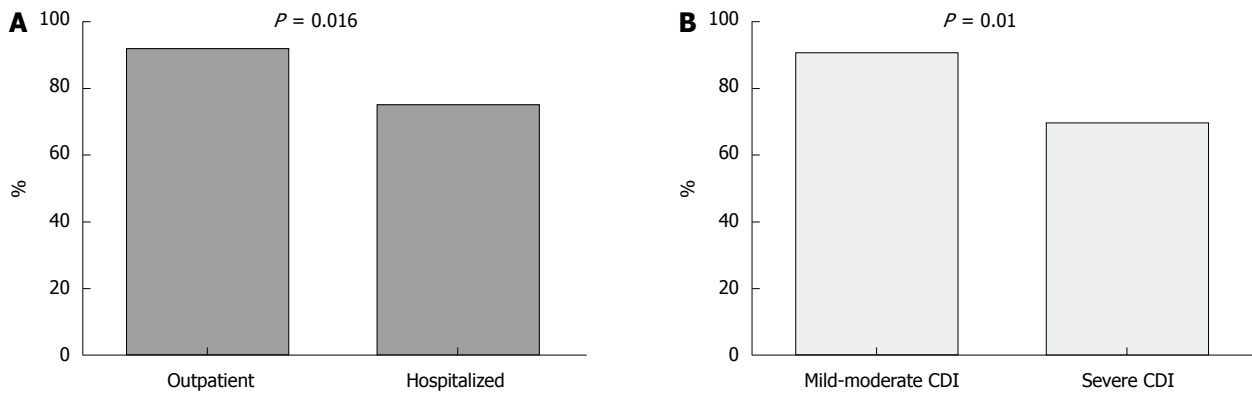 A
P = 0.016
100
80
60
40
20
0
%
Outpatient
Hospitalized
B
P = 0.01
100
80
60
40
20
0
%
Mild-moderate CDI
Severe CDI